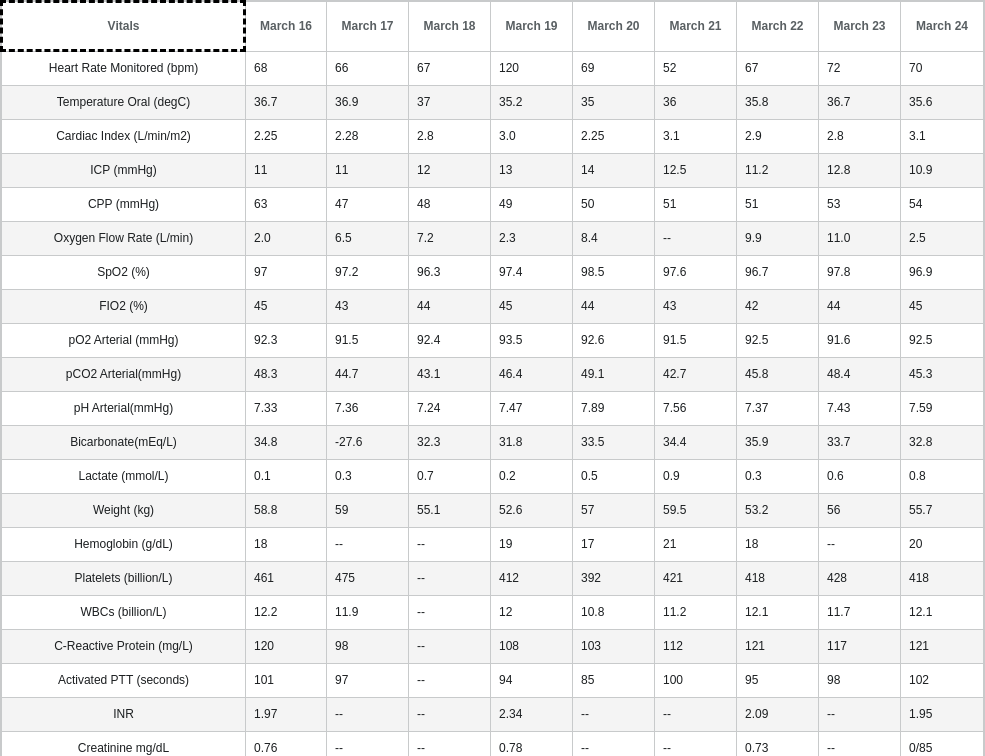 Vitals March 16 March 17 March 18 March 19 March 20 March 21 March 22 March 23 March 24
Heart Rate Monitored (bpm) 68 66 67 120 69 52 67 72 70
Temperature Oral (degC) 36.7 36.9 37 35.2 35 36 35.8 36.7 35.6
Cardiac Index (L/min/m2) 2.25 2.28 2.8 3.0 2.25 3.1 2.9 2.8 3.1
ICP (mmHg) 11 11 12 13 14 12.5 11.2 12.8 10.9
CPP (mmHg) 63 47 48 49 50 51 51 53 54
Oxygen Flow Rate (L/min) 2.0 6.5 7.2 2.3 8.4 -- 9.9 11.0 2.5
SpO2 (%) 97 97.2 96.3 97.4 98.5 97.6 96.7 97.8 96.9
FIO2 (%) 45 43 44 45 44 43 42 44 45
pO2 Arterial (mmHg) 92.3 91.5 92.4 93.5 92.6 91.5 92.5 91.6 92.5
pCO2 Arterial(mmHg) 48.3 44.7 43.1 46.4 49.1 42.7 45.8 48.4 45.3
pH Arterial(mmHg) 7.33 7.36 7.24 7.47 7.89 7.56 7.37 7.43 7.59
Bicarbonate(mEq/L) 34.8 -27.6 32.3 31.8 33.5 34.4 35.9 33.7 32.8
Lactate (mmol/L) 0.1 0.3 0.7 0.2 0.5 0.9 0.3 0.6 0.8
Weight (kg) 58.8 59 55.1 52.6 57 59.5 53.2 56 55.7
Hemoglobin (g/dL) 18 -- -- 19 17 21 18 -- 20
Platelets (billion/L) 461 475 -- 412 392 421 418 428 418
WBCs (billion/L) 12.2 11.9 -- 12 10.8 11.2 12.1 11.7 12.1
C-Reactive Protein (mg/L) 120 98 -- 108 103 112 121 117 121
Activated PTT (seconds) 101 97 -- 94 85 100 95 98 102
INR 1.97 -- -- 2.34 -- -- 2.09 -- 1.95
Creatinine mg/dL 0.76 -- -- 0.78 -- -- 0.73 -- 0/85